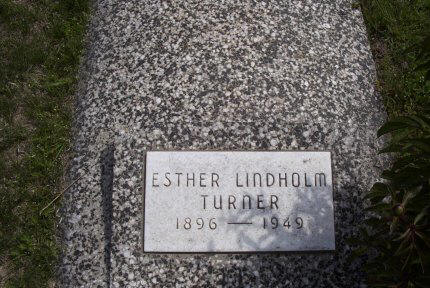 ESTHER LINDHOLM
TURNER
1896 — 1949